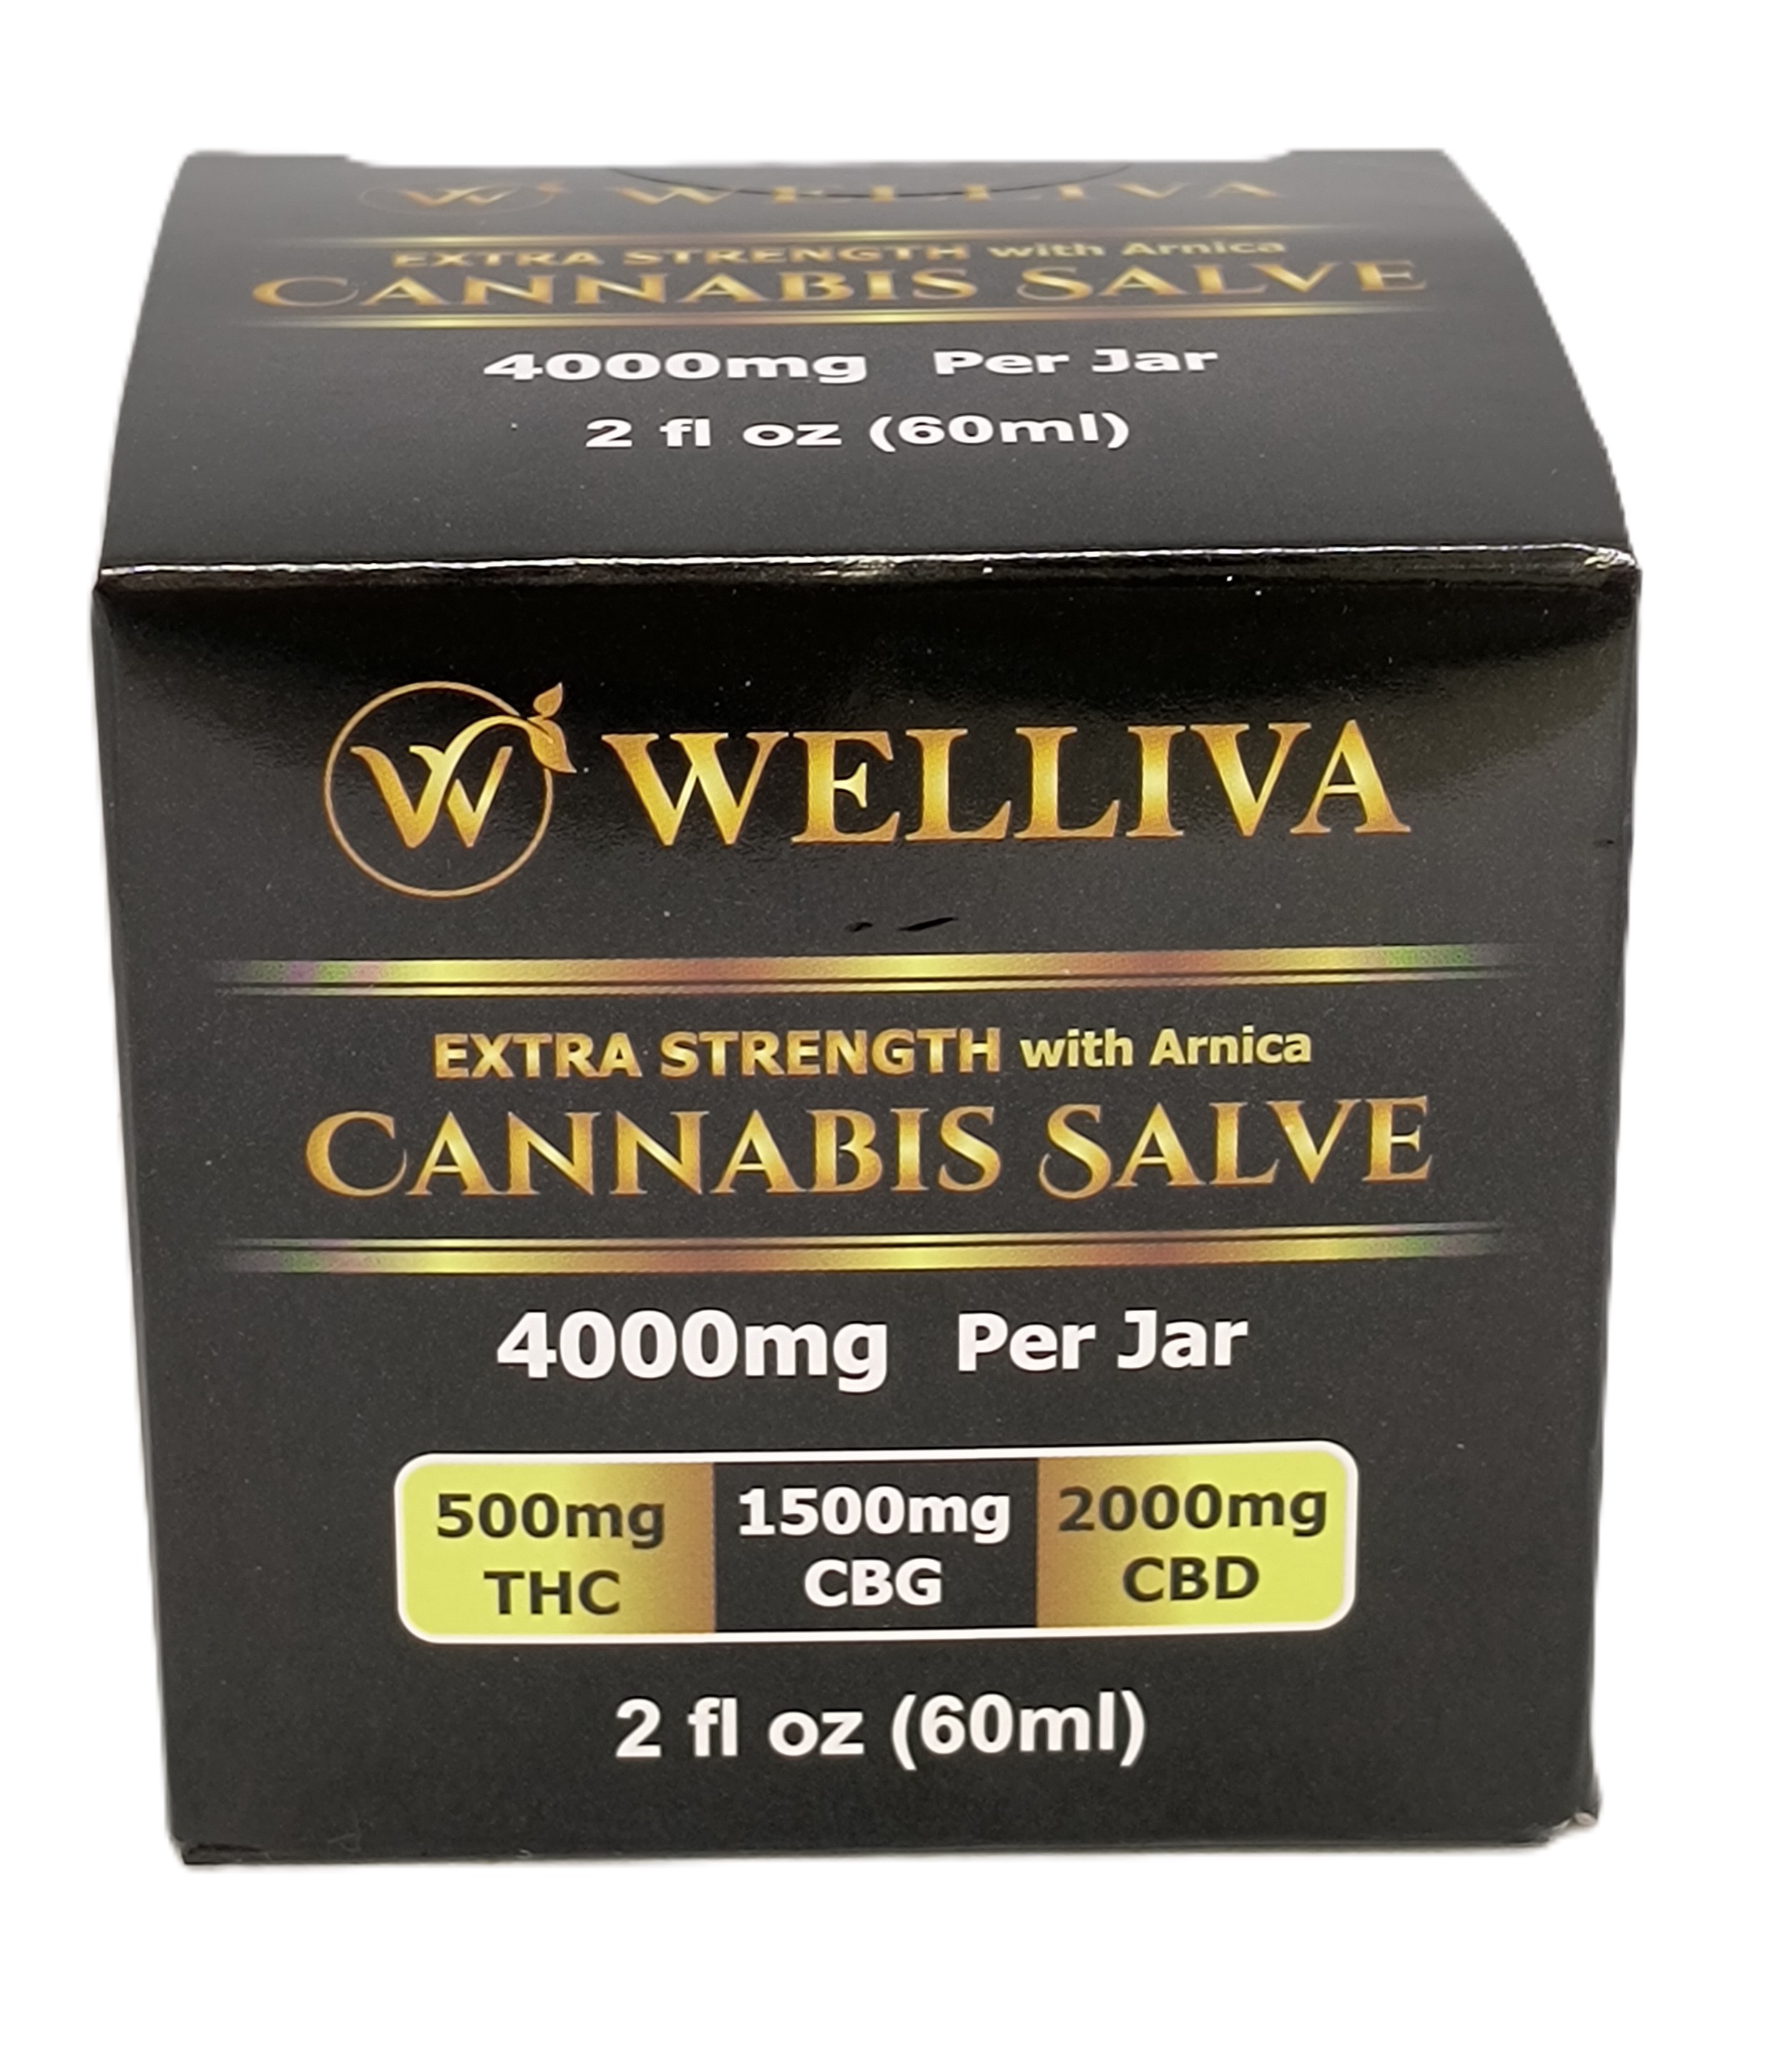 WELLIVA
EXTRA STRENGTH with Arnica
CANNABIS SALVE
4000mg Per Jar
2 fl oz (60ml)
W WELLIVA
EXTRA STRENGTH with Arnica
CANNABIS SALVE
4000mg Per Jar
500mg 1500mg 2000mg
THC CBG CBD
2 fl oz (60ml)